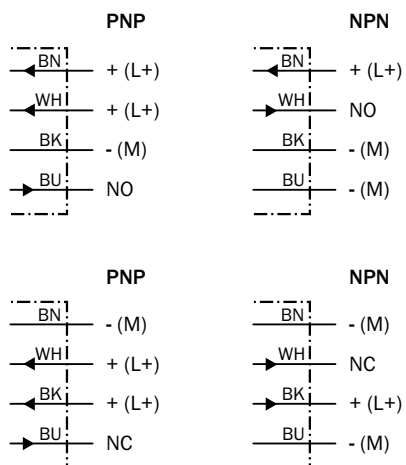 PNP NPN
BN + (L+) BN + (L+)
WH + (L+) WH NO
BK - (M) BK - (M)
BU NO BU - (M)
PNP NPN
BN - (M) BN - (M)
WH + (L+) WH NC
BK + (L+) BK + (L+)
BU NC BU - (M)